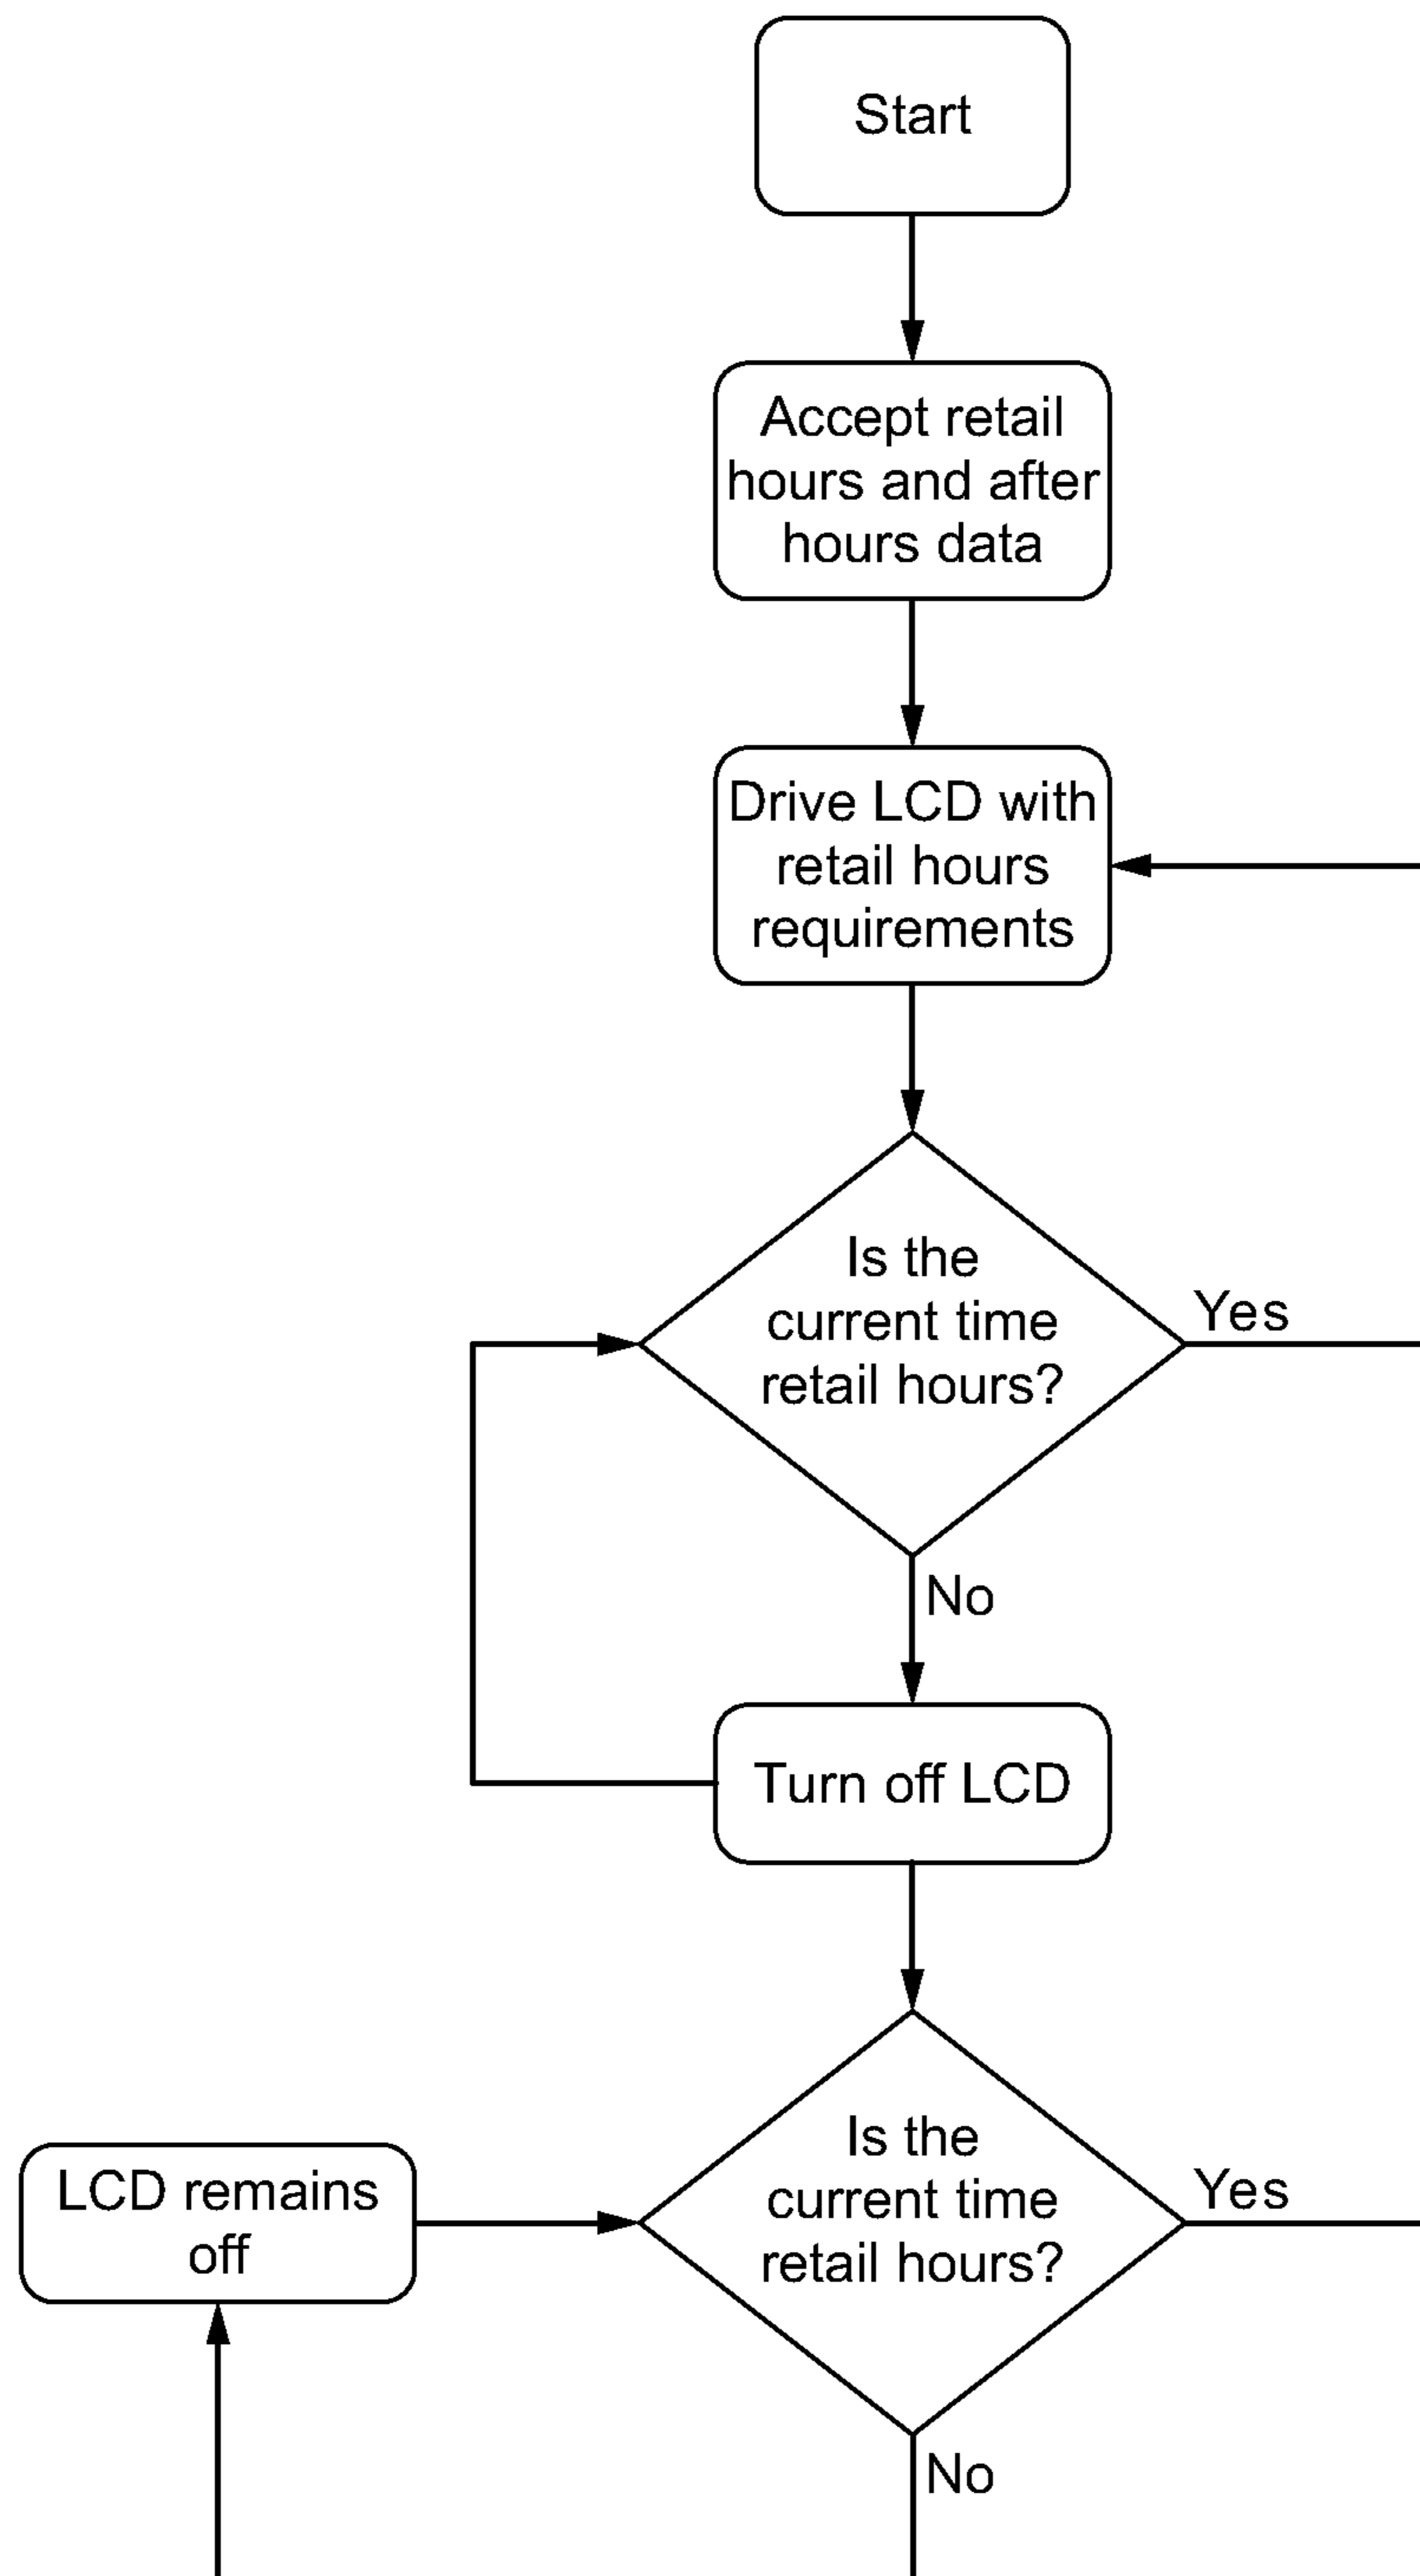 Start
Accept retail
hours and after
hours data
Drive LCD with
retail hours
requirements
Is the
current time
retail hours?
Yes
No
Turn off LCD
Is the
current time
retail hours?
Yes
LCD remains
off
No